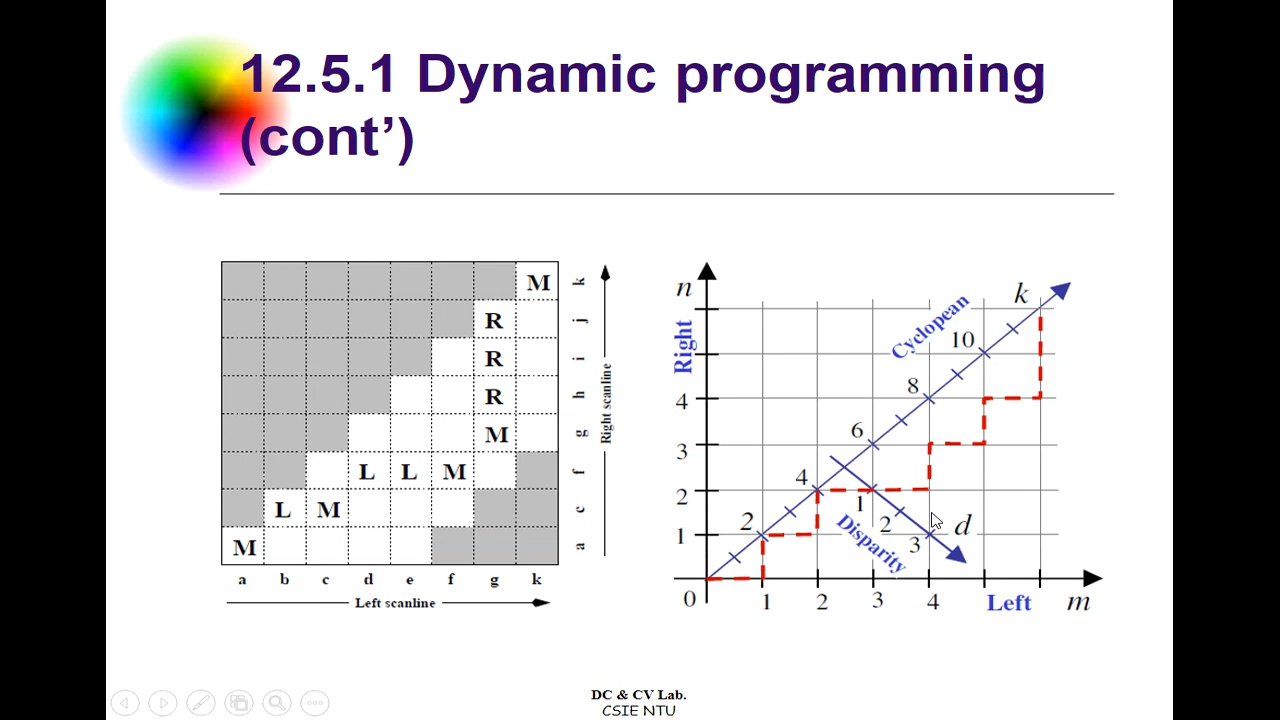 12.5.1 Dynamic programming
(cont’)
M
R
R
R
M
L L M
L M
M
k
j
i
h
g
f
c
a
Right scanline
a b c d e f g k
Left scanline
n
Right
4
3
2
1
0
1 2 3 4
Left
m
Cyclopean
k
2
4
6
8
10
Disparity
1
2
3
d
DC & CV Lab.
CSIE NTU